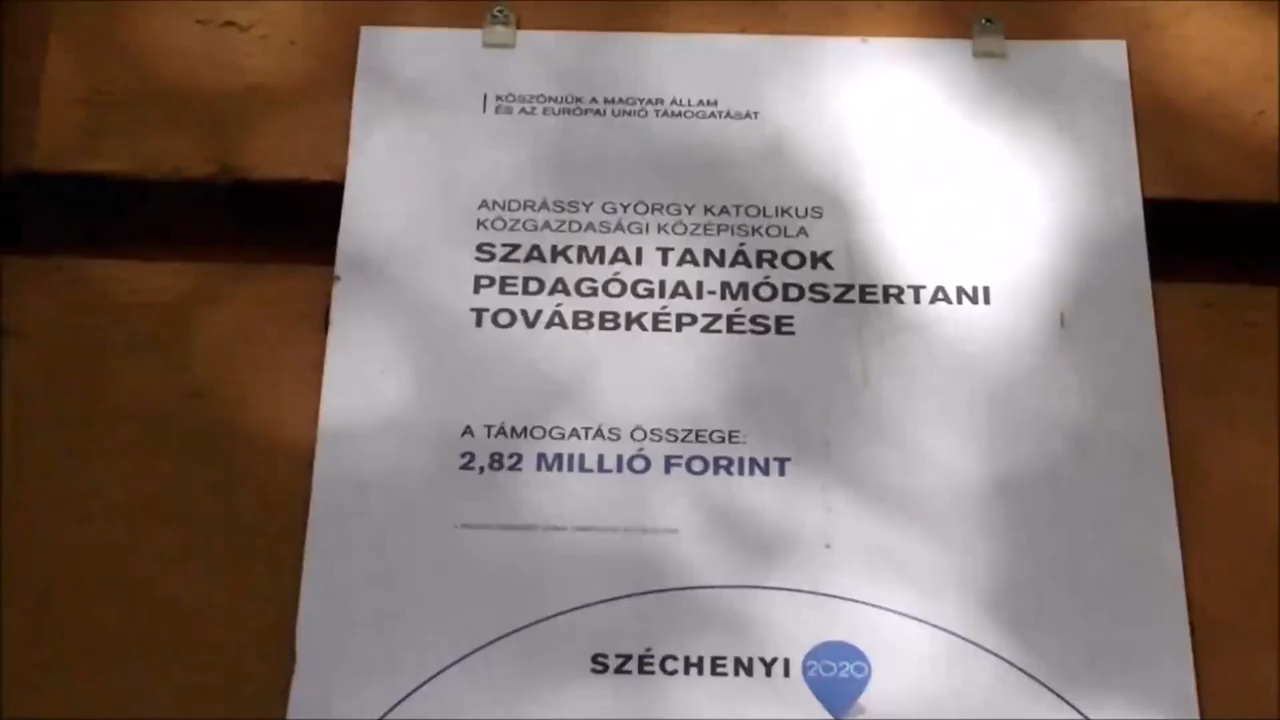 KÖSZÖNJÜK A MAGYAR ÁLLAM
ÉS AZ EURÓPAI UNIÓ TÁMOGATÁSÁT
ANDRÁSSY GYÖRGY KATOLIKUS
KÖZGAZDASÁGI KÖZÉPISKOLA
SZAKMAI TANÁROK
PEDAGÓGIAI-MÓDSZERTANI
TOVÁBBKÉPZÉSE
A TÁMOGATÁS ÖSSZEGE:
2,82 MILLIÓ FORINT
SZÉCHENYI 2020